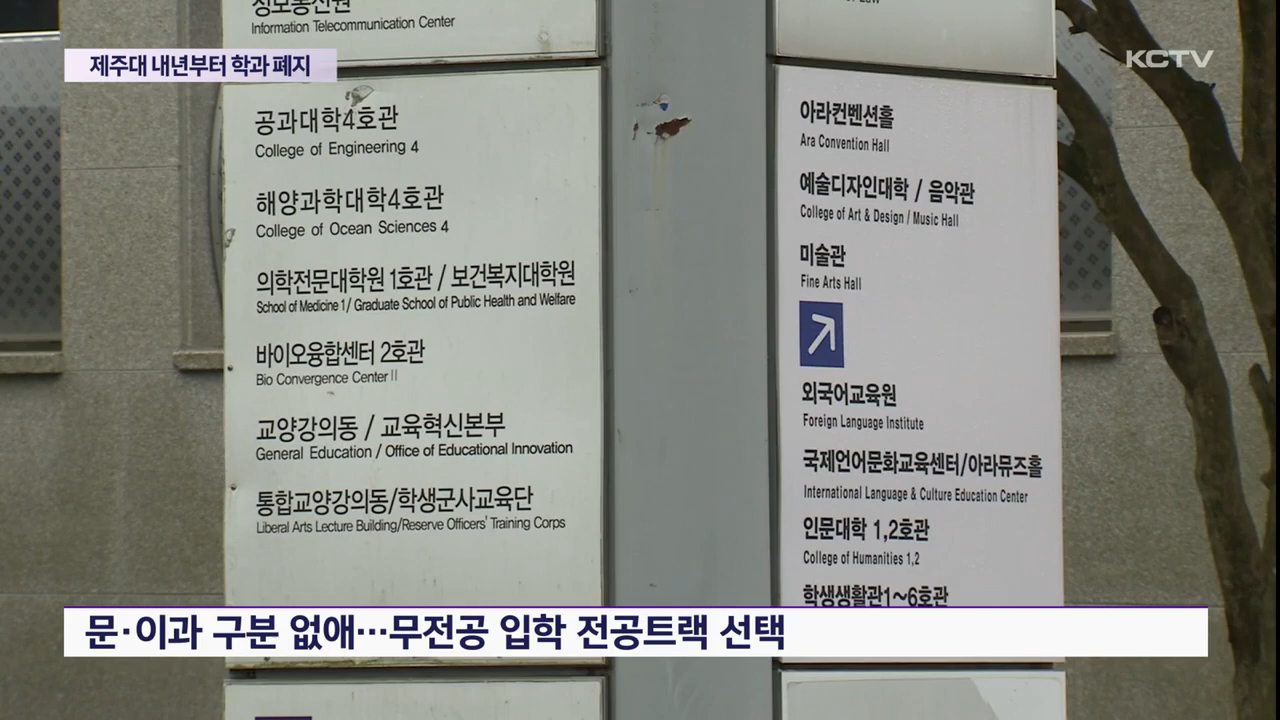 정보통신원
Information Telecommunication Center
제주대 내년부터 학과 폐지
KCTV
공과대학4호관
College of Engineering 4
해양과학대학4호관
College of Ocean Sciences 4
의학전문대학원 1호관 / 보건복지대학원
School of Medicine 1 / Graduate School of Public Health and Welfare
바이오융합센터 2호관
Bio Convergence Center II
교양강의동 / 교육혁신본부
General Education / Office of Educational Innovation
통합교양강의동/학생군사교육단
Liberal Arts Lecture Building/Reserve Officers' Training Corps
아라컨벤션홀
Ara Convention Hall
예술디자인대학 / 음악관
College of Art & Design / Music Hall
미술관
Fine Arts Hall
외국어교육원
Foreign Language Institute
국제언어문화교육센터/아라뮤즈홀
International Language & Culture Education Center
인문대학 1,2호관
College of Humanities 1,2
학생생활관1~6호관
문·이과 구분 없애…무전공 입학 전공트랙 선택